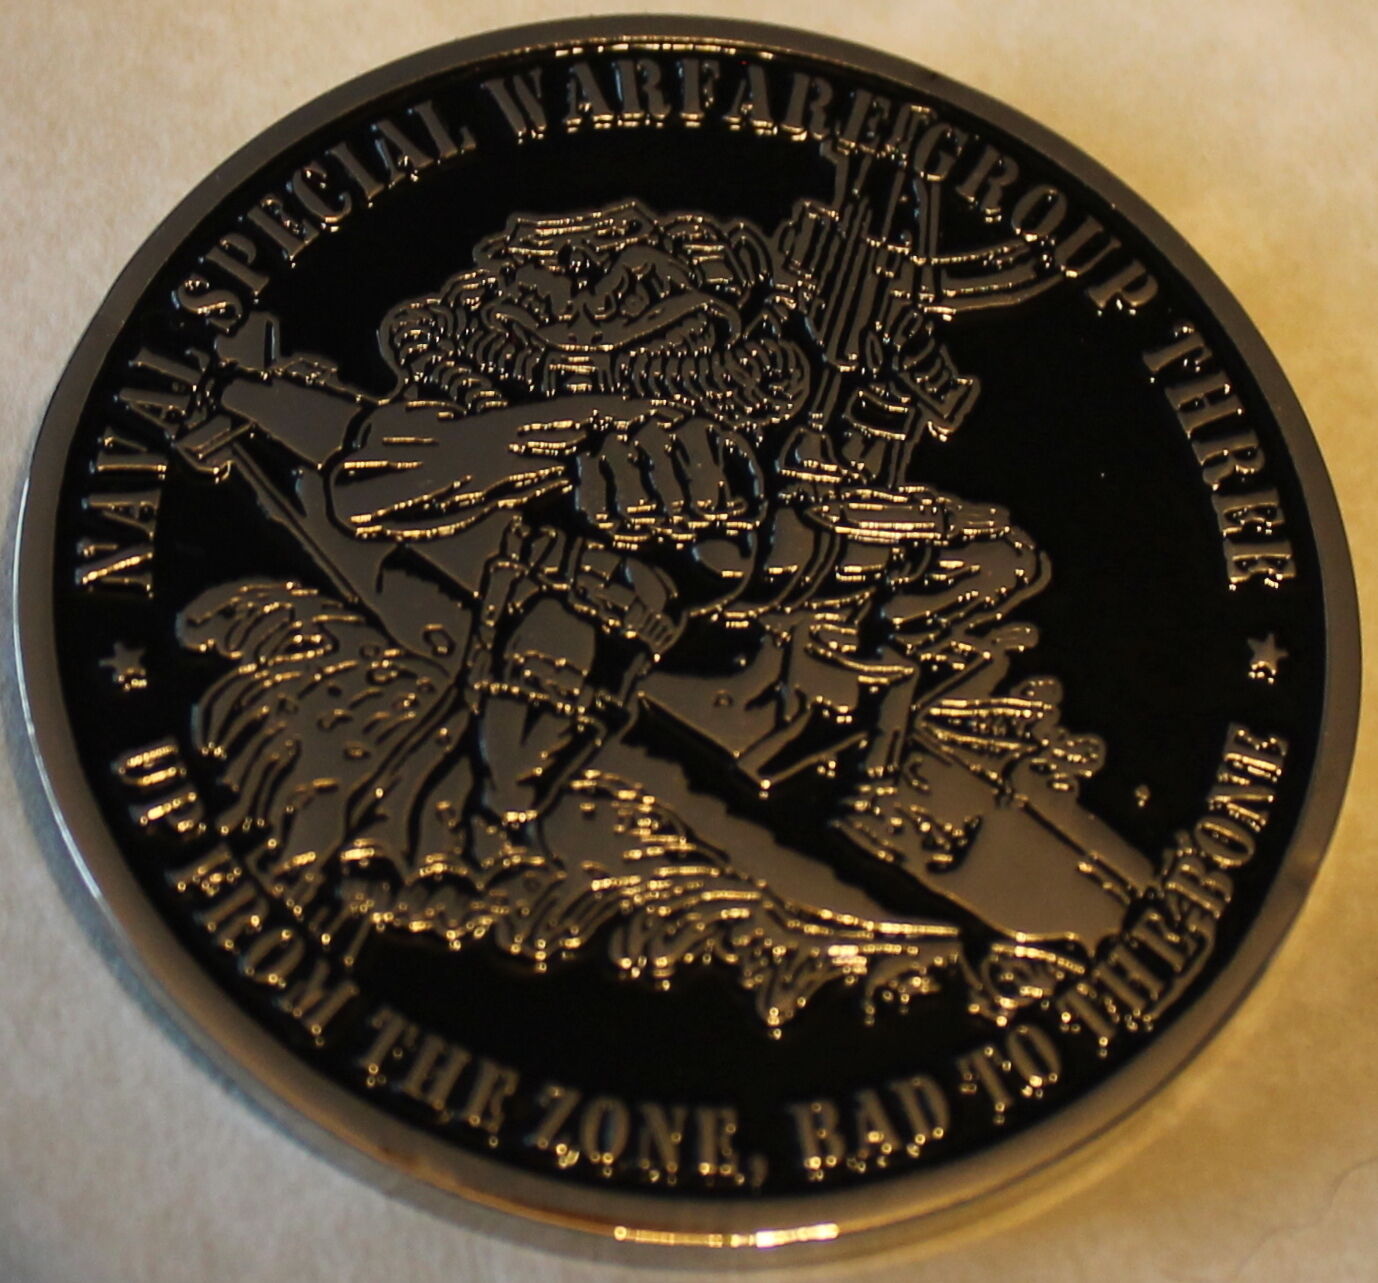 NAVAL SPECIAL WARFARE GROUP THREE
UP FROM THE ZONE, BAD TO THE BONE